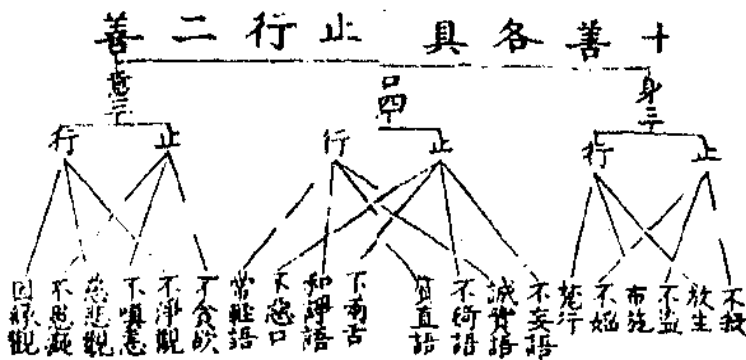 十善各具止行二善
身三
口四
意三
止
行
止
行
止
行
不殺
放生
不盜
布施
不婬
梵行
不妄語
誠實語
不綺語
質直語
不兩舌
和諍語
不惡口
常軟語
不貪欲
不淨觀
不嗔恚
慈悲觀
不愚癡
因緣觀